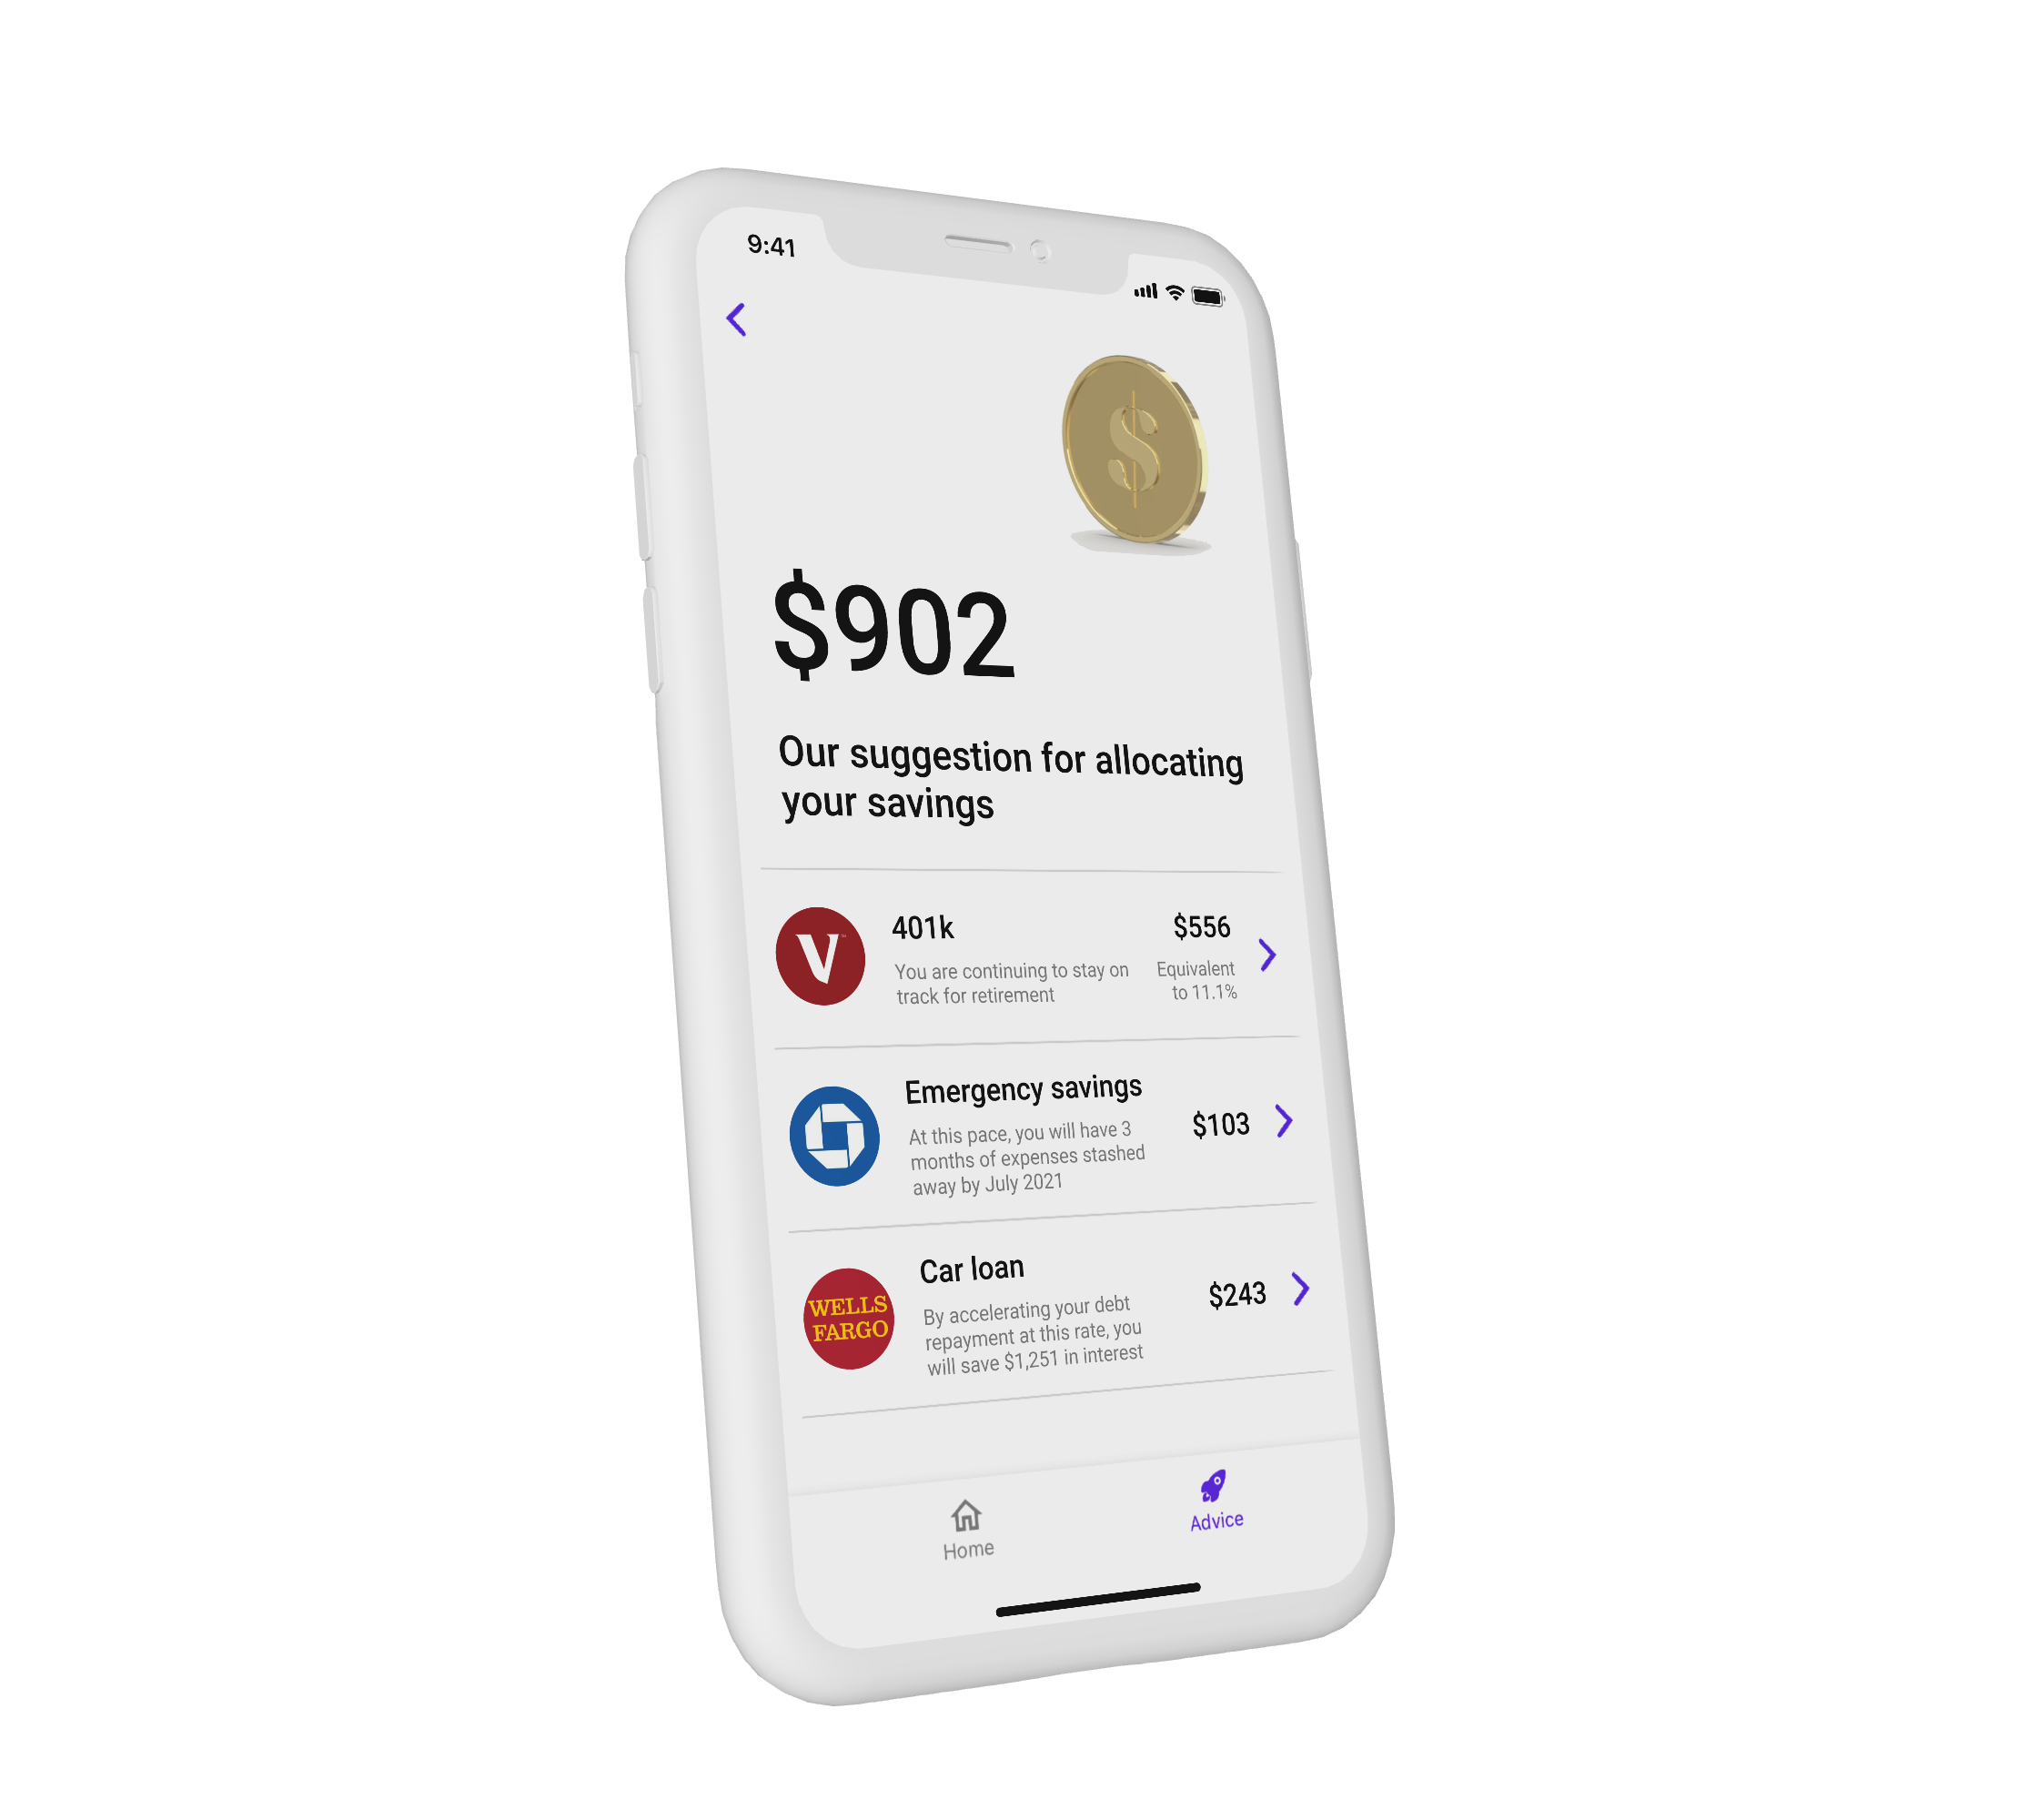 9:41
$
$902
Our suggestion for allocating
your savings
V
401k
$556
You are continuing to stay on
track for retirement
Equivalent
to 11.1%
Emergency savings
At this pace, you will have 3
months of expenses stashed
away by July 2021
$103
WELLS
FARGO
Car loan
By accelerating your debt
repayment at this rate, you
will save $1,251 in interest
$243
Home
Advice